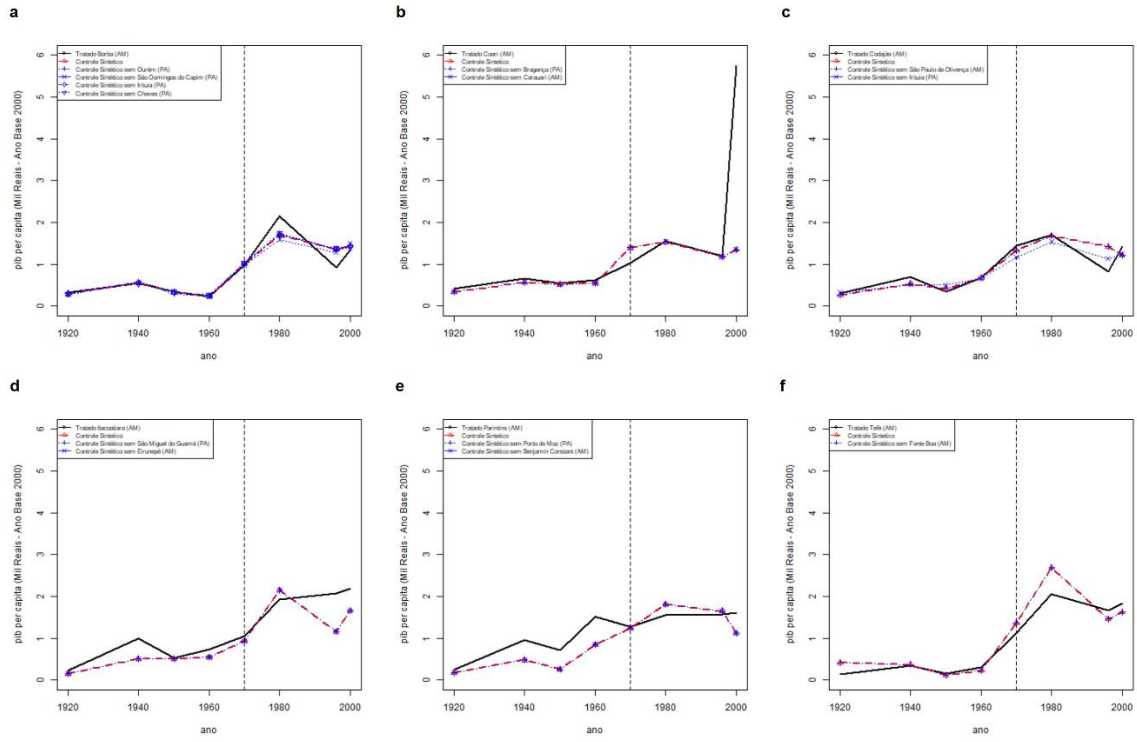 a
pib per capita (Mil Reais - Ano Base 2000)
6
5
4
3
2
1
0
Tratado Borba (AM)
Controle Sintetico
Controle Sintético sem Ourém (PA)
Controle Sintético sem São Domingos do Capim (PA)
Controle Sintético sem Irituia (PA)
Controle Sintético sem Chaves (PA)
1920 1940 1960 1980 2000
ano
b
pib per capita (Mil Reais - Ano Base 2000)
6
5
4
3
2
1
0
Tratado Coari (AM)
Controle Sintetico
Controle Sintético sem Bragança (PA)
Controle Sintético sem Carauari (AM)
1920 1940 1960 1980 2000
ano
c
pib per capita (Mil Reais - Ano Base 2000)
6
5
4
3
2
1
0
Tratado Codajás (AM)
Controle Sintetico
Controle Sintético sem São Paulo de Olivença (AM)
Controle Sintético sem Irituia (PA)
1920 1940 1960 1980 2000
ano
d
pib per capita (Mil Reais - Ano Base 2000)
6
5
4
3
2
1
0
Tratado Itacoatiara (AM)
Controle Sintetico
Controle Sintético sem São Miguel do Guamá (PA)
Controle Sintético sem Eirunepé (AM)
1920 1940 1960 1980 2000
ano
e
pib per capita (Mil Reais - Ano Base 2000)
6
5
4
3
2
1
0
Tratado Parintins (AM)
Controle Sintetico
Controle Sintético sem Porto de Moz (PA)
Controle Sintético sem Benjamin Constant (AM)
1920 1940 1960 1980 2000
ano
f
pib per capita (Mil Reais - Ano Base 2000)
6
5
4
3
2
1
0
Tratado Tefé (AM)
Controle Sintetico
Controle Sintético sem Fonte Boa (AM)
1920 1940 1960 1980 2000
ano